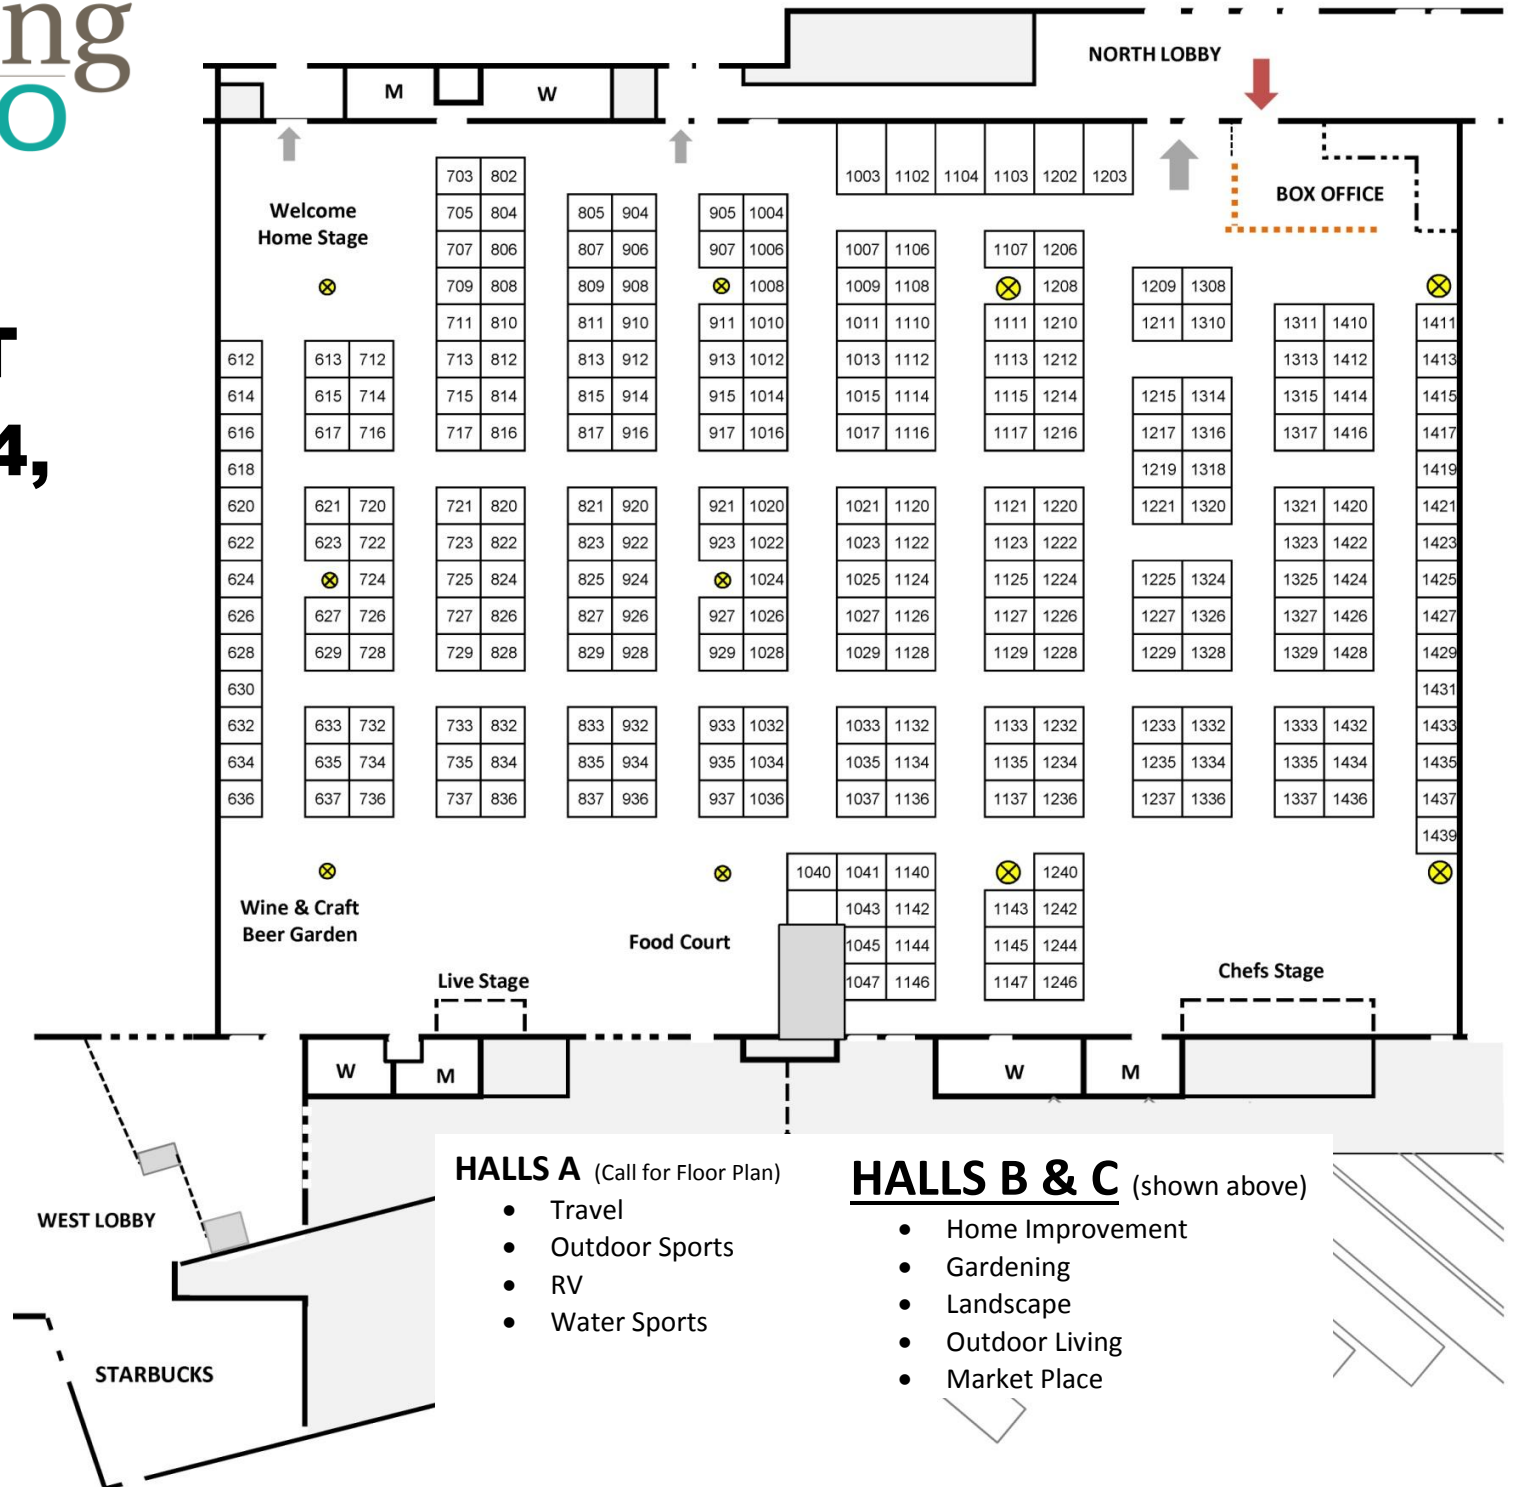 ng
O
T
4,
NORTH LOBBY
M W
1003 1102 1104 1103 1202 1203
BOX OFFICE
Welcome
Home Stage
703 802
705 804 805 904 905 1004
707 806 807 906 907 1006 1007 1106 1107 1206
709 808 809 908 1008 1009 1108 1208 1209 1308
711 810 811 910 911 1010 1011 1110 1111 1210 1211 1310 1311 1410 1411
612 613 712 713 812 813 912 913 1012 1013 1112 1113 1212 1313 1412 1413
614 615 714 715 814 815 914 915 1014 1015 1114 1115 1214 1215 1314 1315 1414 1415
616 617 716 717 816 817 916 917 1016 1017 1116 1117 1216 1217 1316 1317 1416 1417
618 1219 1318 1419
620 621 720 721 820 821 920 921 1020 1021 1120 1121 1220 1221 1320 1321 1420 1421
622 623 722 723 822 823 922 923 1022 1023 1122 1123 1222 1323 1422 1423
624 724 725 824 825 924 1024 1025 1124 1125 1224 1225 1324 1325 1424 1425
626 627 726 727 826 827 926 927 1026 1027 1126 1127 1226 1227 1326 1327 1426 1427
628 629 728 729 828 829 928 929 1028 1029 1128 1129 1228 1229 1328 1329 1428 1429
630 1431
632 633 732 733 832 833 932 933 1032 1033 1132 1133 1232 1233 1332 1333 1432 1433
634 635 734 735 834 835 934 935 1034 1035 1134 1135 1234 1235 1334 1335 1434 1435
636 637 736 737 836 837 936 937 1036 1037 1136 1137 1236 1237 1336 1337 1436 1437
1439
1040 1041 1140 1240
1043 1142 1143 1242
1045 1144 1145 1244
1047 1146 1147 1246
Wine & Craft
Beer Garden
Food Court
Live Stage
Chefs Stage
W M W M
WEST LOBBY
STARBUCKS
HALLS A (Call for Floor Plan)
• Travel
• Outdoor Sports
• RV
• Water Sports
HALLS B & C (shown above)
• Home Improvement
• Gardening
• Landscape
• Outdoor Living
• Market Place